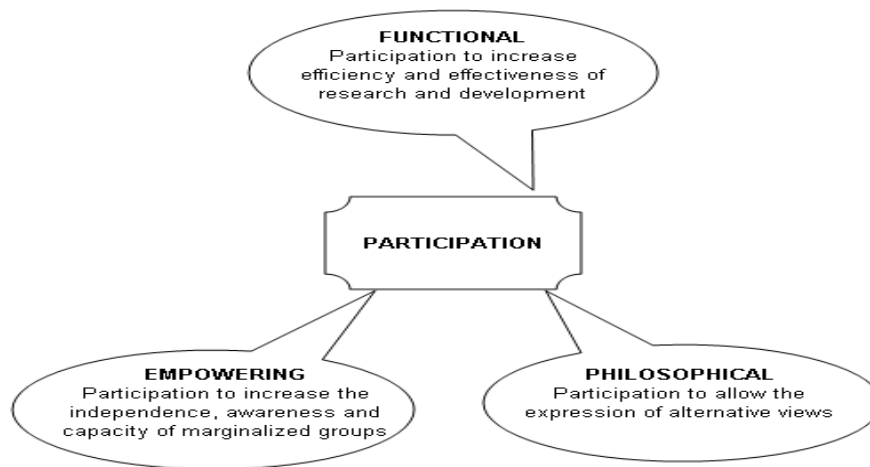 FUNCTIONAL
Participation to increase
efficiency and effectiveness of
research and development
PARTICIPATION
EMPOWERING
Participation to increase the
independence, awareness and
capacity of marginalized groups
PHILOSOPHICAL
Participation to allow the
expression of alternative views